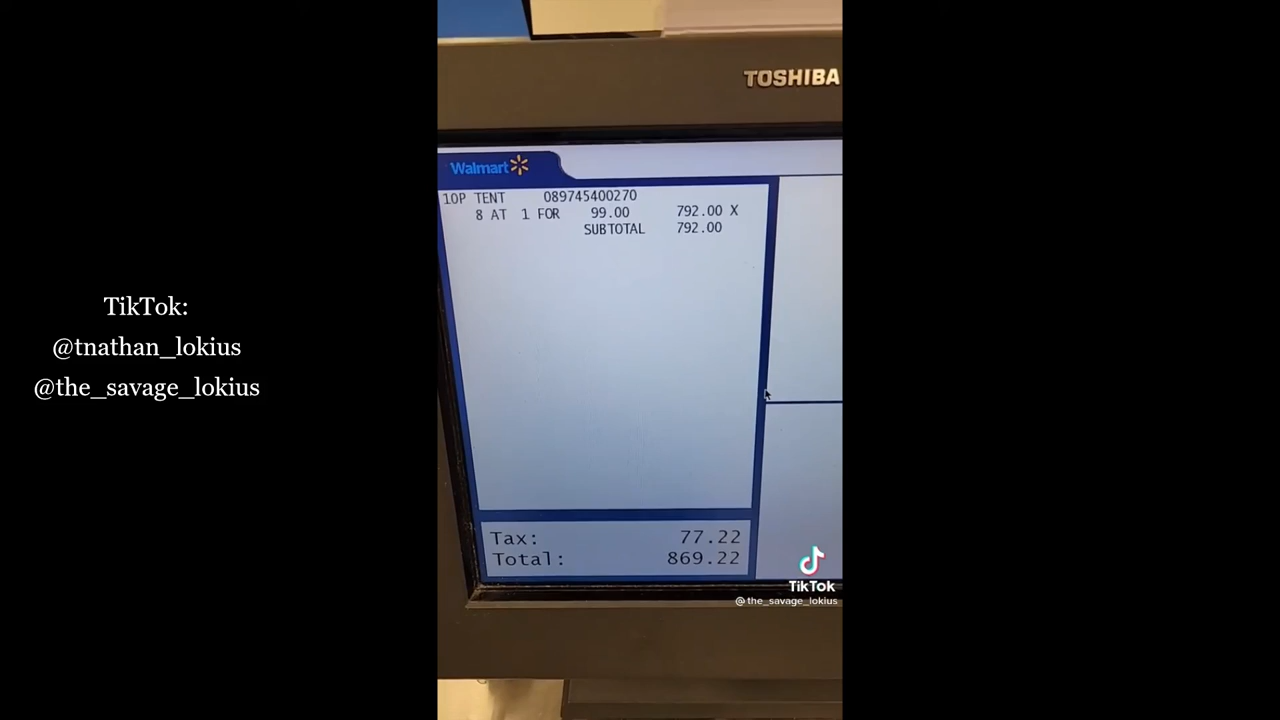 TikTok:
@tnathan_lokius
@the_savage_lokius
TOSHIBA
Walmart
10P TENT 089745400270
8 AT 1 FOR 99.00 792.00 X
SUBTOTAL 792.00
Tax: 77.22
Total: 869.22
TikTok
@the_savage_lokius